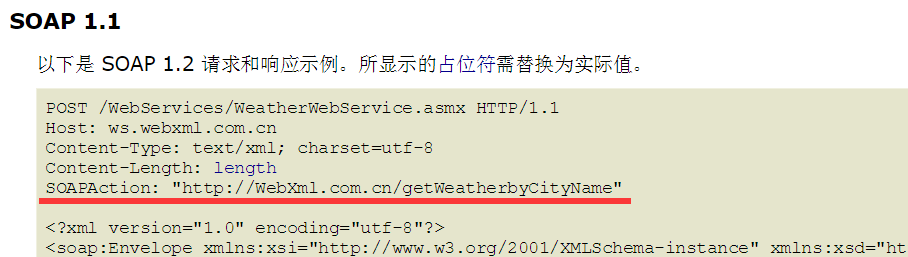 SOAP 1.1
以下是 SOAP 1.2 请求和响应示例。所显示的占位符需替换为实际值。
POST /WebServices/WeatherWebService.asmx HTTP/1.1
Host: ws.webxml.com.cn
Content-Type: text/xml; charset=utf-8
Content-Length: length
SOAPAction: "http://WebXml.com.cn/getWeatherbyCityName"
<?xml version="1.0" encoding="utf-8"?>
<soap:Envelope xmlns:xsi="http://www.w3.org/2001/XMLSchema-instance" xmlns:xsd="ht